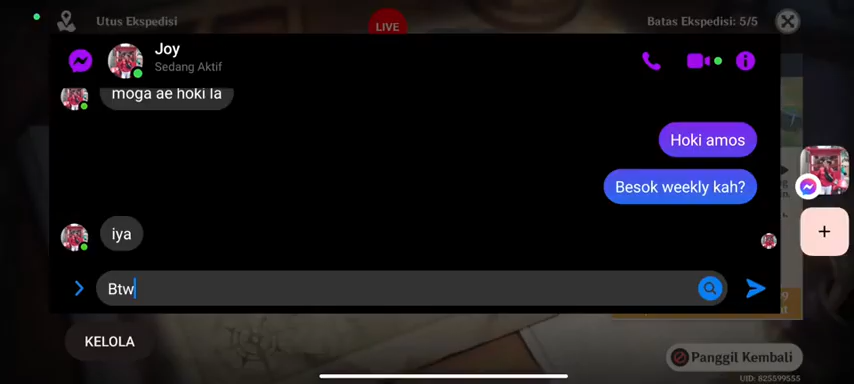 Utus Ekspedisi
LIVE
Batas Ekspedisi: 5/5
Joy
Sedang Aktif
moga ae hoki la
Hoki amos
Besok weekly kah?
iya
Btw
KELOLA
Panggil Kembali
UID: 825599555